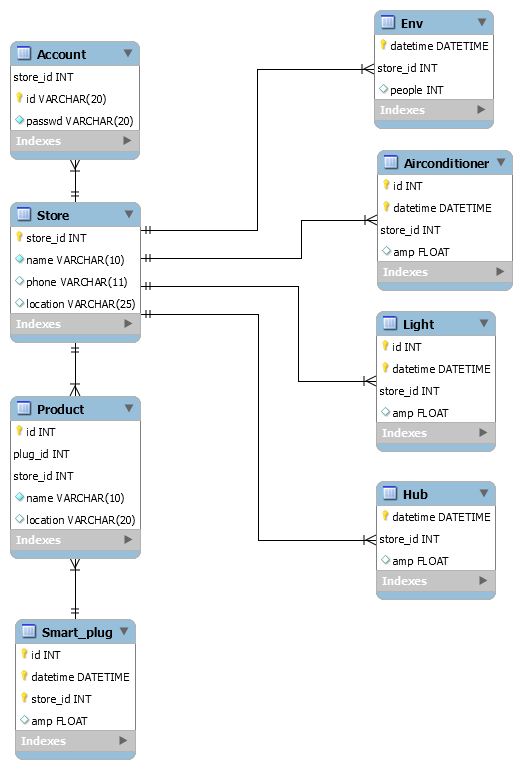 Account
store_id INT
id VARCHAR(20)
passwd VARCHAR(20)
Indexes
Store
store_id INT
name VARCHAR(10)
phone VARCHAR(11)
location VARCHAR(25)
Indexes
Product
id INT
plug_id INT
store_id INT
name VARCHAR(10)
location VARCHAR(20)
Indexes
Smart_plug
id INT
datetime DATETIME
store_id INT
amp FLOAT
Indexes
Env
datetime DATETIME
store_id INT
people INT
Indexes
Airconditioner
id INT
datetime DATETIME
store_id INT
amp FLOAT
Indexes
Light
id INT
datetime DATETIME
store_id INT
amp FLOAT
Indexes
Hub
datetime DATETIME
store_id INT
amp FLOAT
Indexes